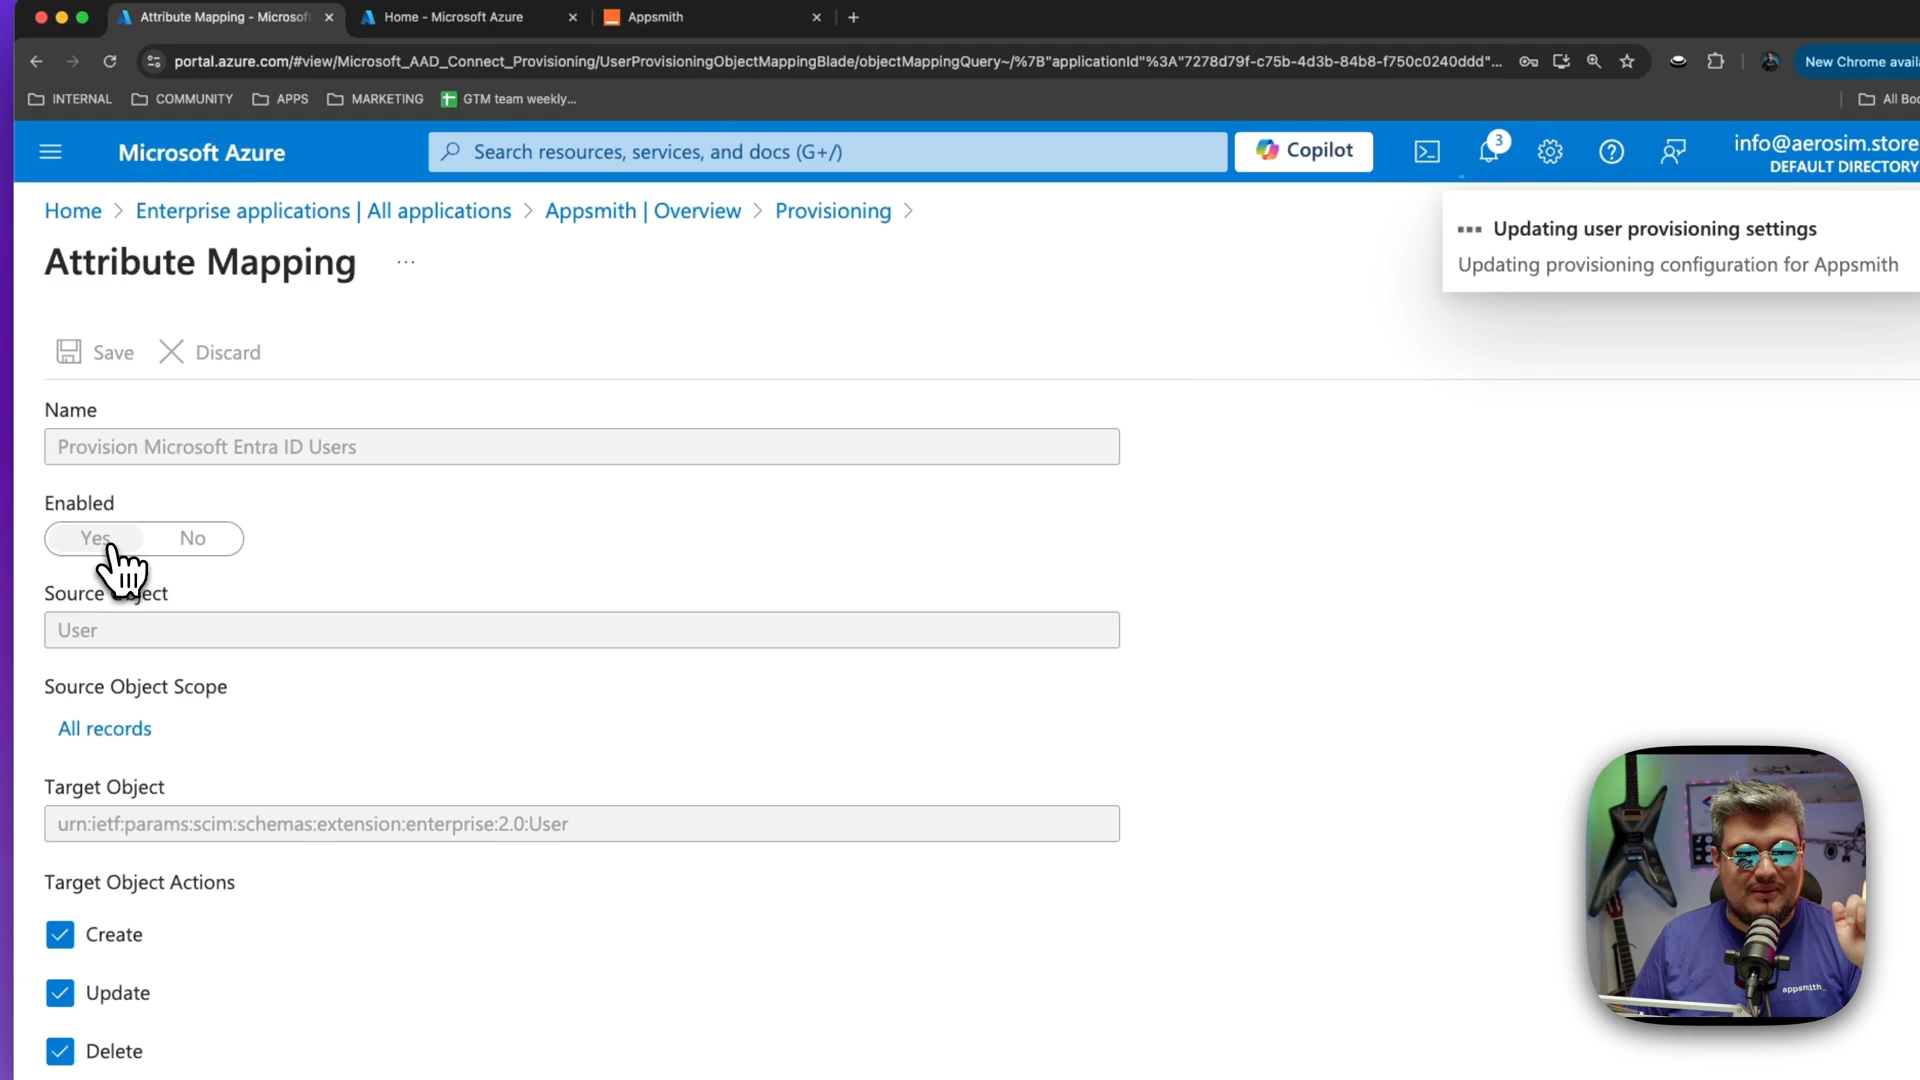 Attribute Mapping - Microsof
Home - Microsoft Azure
Appsmith
portal.azure.com/#view/Microsoft_AAD_Connect_Provisioning/UserProvisioningObjectMappingBlade/objectMappingQuery~/%7B"applicationId"%3A"7278d79f-c75b-4d3b-84b8-f750c0240ddd"...
New Chrome availa
INTERNAL
COMMUNITY
APPS
MARKETING
GTM team weekly...
All Boo
Microsoft Azure
Search resources, services, and docs (G+/)
Copilot
3
info@aerosim.store
DEFAULT DIRECTORY
Home > Enterprise applications | All applications > Appsmith | Overview > Provisioning >
Attribute Mapping ...
Updating user provisioning settings
Updating provisioning configuration for Appsmith
Save
Discard
Name
Provision Microsoft Entra ID Users
Enabled
Yes
No
Source Object
User
Source Object Scope
All records
Target Object
urn:ietf:params:scim:schemas:extension:enterprise:2.0:User
Target Object Actions
Create
Update
Delete
appsmith_